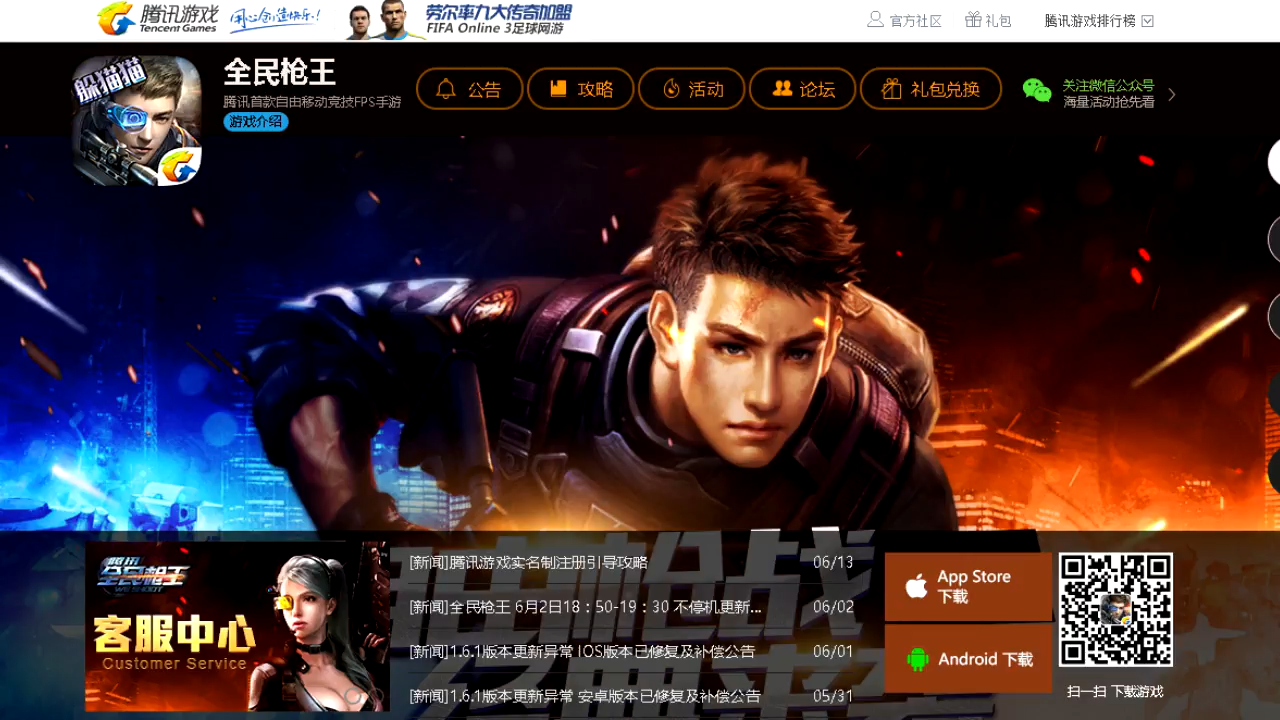 腾讯游戏
Tencent Games
用心创造快乐!
劳尔率九大传奇加盟
FIFA Online 3足球网游
官方社区
礼包
腾讯游戏排行榜
躲猫猫
全民枪王
腾讯首款自由移动竞技FPS手游
游戏介绍
公告
攻略
活动
论坛
礼包兑换
关注微信公众号
海量活动抢先看
腾讯
全民枪王
WE SHOOT
客服中心
Customer Service
[新闻]腾讯游戏实名制注册引导攻略
06/13
[新闻]全民枪王 6月2日18：50-19：30 不停机更新...
06/02
[新闻]1.6.1版本更新异常 IOS版本已修复及补偿公告
06/01
[新闻]1.6.1版本更新异常 安卓版本已修复及补偿公告
05/31
App Store
下载
Android 下载
扫一扫 下载游戏